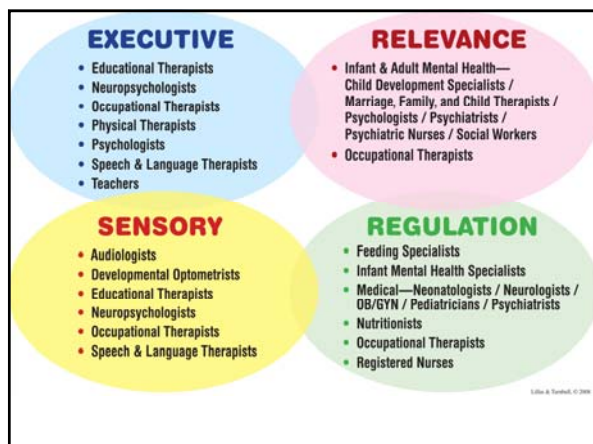 EXECUTIVE
• Educational Therapists
• Neuropsychologists
• Occupational Therapists
• Physical Therapists
• Psychologists
• Speech & Language Therapists
• Teachers
RELEVANCE
• Infant & Adult Mental Health—
Child Development Specialists /
Marriage, Family, and Child Therapists /
Psychologists / Psychiatrists /
Psychiatric Nurses / Social Workers
• Occupational Therapists
SENSORY
• Audiologists
• Developmental Optometrists
• Educational Therapists
• Neuropsychologists
• Occupational Therapists
• Speech & Language Therapists
REGULATION
• Feeding Specialists
• Infant Mental Health Specialists
• Medical—Neonatologists / Neurologists /
OB/GYN / Pediatricians / Psychiatrists
• Nutritionists
• Occupational Therapists
• Registered Nurses
Lillas & Turnbull, © 2008